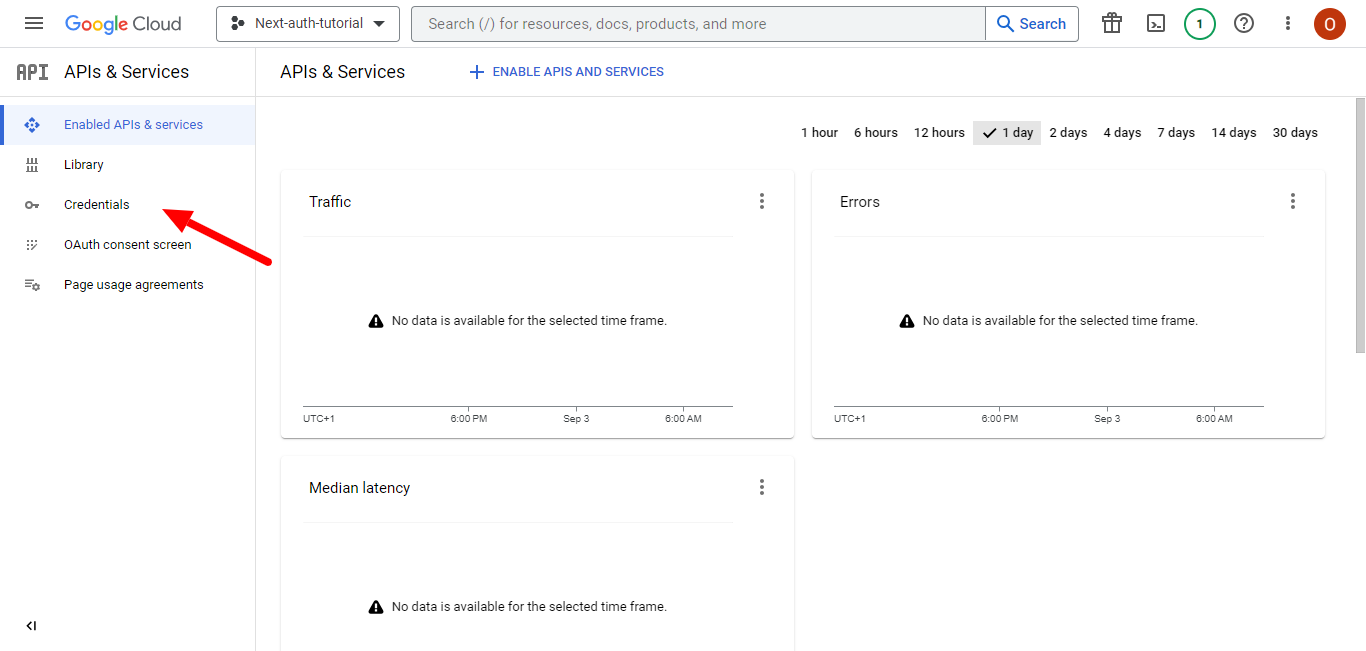 Google Cloud
Next-auth-tutorial
Search (/) for resources, docs, products, and more
Search
1
O
API
APIs & Services
APIs & Services
ENABLE APIS AND SERVICES
Enabled APIs & services
Library
Credentials
OAuth consent screen
Page usage agreements
1 hour 6 hours 12 hours 1 day 2 days 4 days 7 days 14 days 30 days
Traffic
No data is available for the selected time frame.
UTC+1 6:00 PM Sep 3 6:00 AM
Errors
No data is available for the selected time frame.
UTC+1 6:00 PM Sep 3 6:00 AM
Median latency
No data is available for the selected time frame.